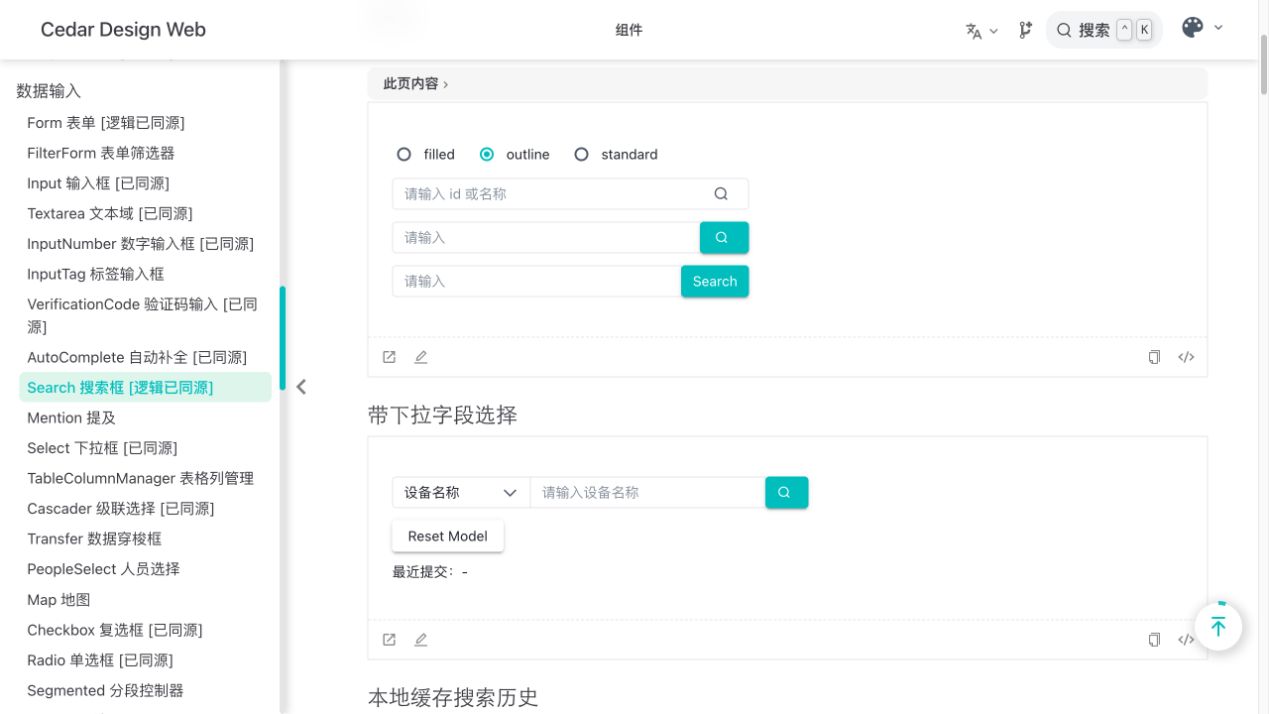 Cedar Design Web
组件
搜索 ^ K
数据输入
Form 表单 [逻辑已同源]
FilterForm 表单筛选器
Input 输入框 [已同源]
Textarea 文本域 [已同源]
InputNumber 数字输入框 [已同源]
InputTag 标签输入框
VerificationCode 验证码输入 [已同
源]
AutoComplete 自动补全 [已同源]
Search 搜索框 [逻辑已同源]
Mention 提及
Select 下拉框 [已同源]
TableColumnManager 表格列管理
Cascader 级联选择 [已同源]
Transfer 数据穿梭框
PeopleSelect 人员选择
Map 地图
Checkbox 复选框 [已同源]
Radio 单选框 [已同源]
Segmented 分段控制器
此页内容 ›
filled outline standard
请输入 id 或名称
请输入
请输入 Search
带下拉字段选择
设备名称 请输入设备名称
Reset Model
最近提交：-
本地缓存搜索历史